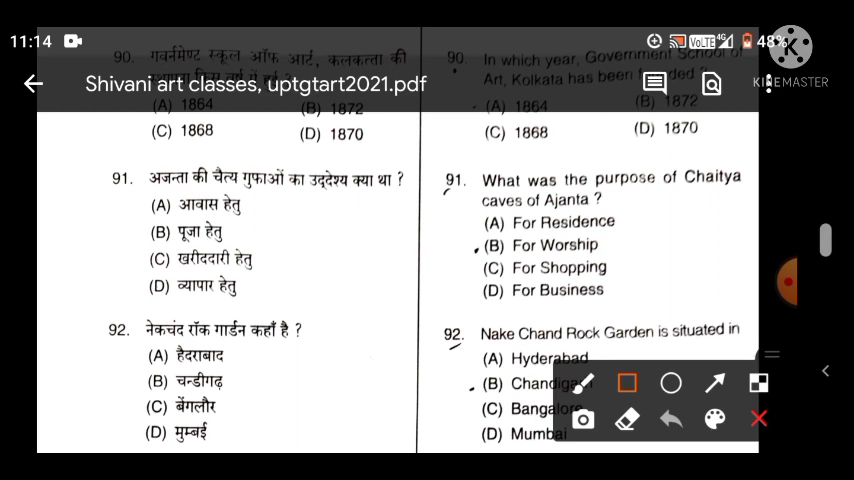 11:14
VoLTE 4G 48%
KINEMASTER
Shivani art classes, uptgtart2021.pdf
90. गवर्नमेण्ट स्कूल ऑफ आर्ट, कलकत्ता की
(A) 1864
(B) 1872
(C) 1868
(D) 1870
91. अजन्ता की चैत्य गुफाओं का उद्देश्य क्या था ?
(A) आवास हेतु
(B) पूजा हेतु
(C) खरीददारी हेतु
(D) व्यापार हेतु
92. नेकचंद रॉक गार्डन कहाँ है ?
(A) हैदराबाद
(B) चन्डीगढ़
(C) बेंगलौर
(D) मुम्बई
90. In which year, Government School of
Art, Kolkata has been
(A) 1864
(B) 1872
(C) 1868
(D) 1870
91. What was the purpose of Chaitya
caves of Ajanta ?
(A) For Residence
(B) For Worship
(C) For Shopping
(D) For Business
92. Nake Chand Rock Garden is situated in
(A) Hyderabad
(B) Chandigarh
(C) Bangalore
(D) Mumbai